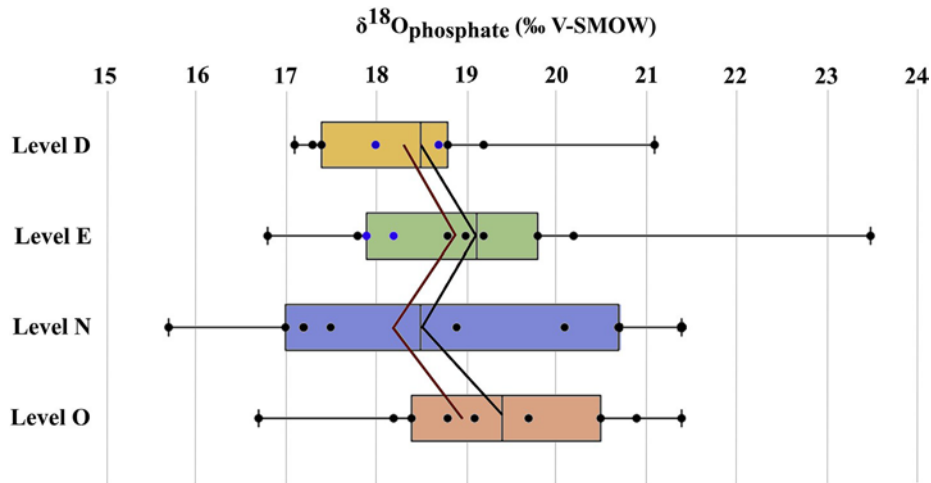 δ18Ophosphate (‰ V-SMOW)
15 16 17 18 19 20 21 22 23 24
Level D
Level E
Level N
Level O